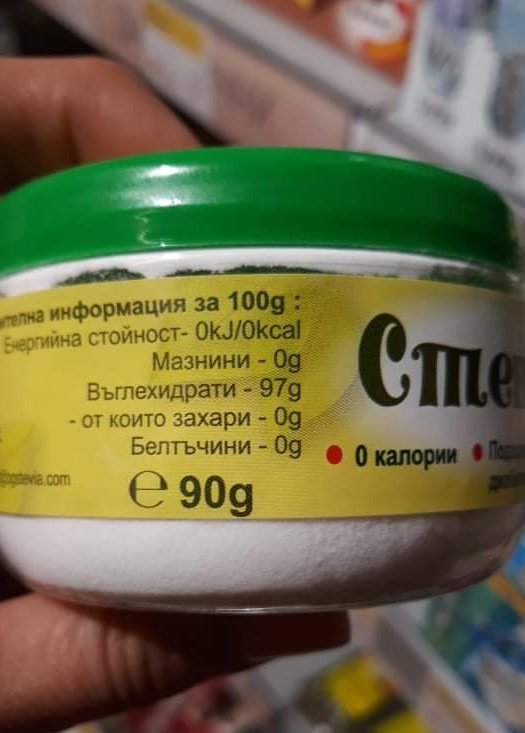 информация за 100g :
Енергийна стойност- 0kJ/0kcal
Мазнини - 0g
Въглехидрати - 97g
- от които захари - 0g
Белтъчини - 0g
℮ 90g
Сте
• 0 калории •